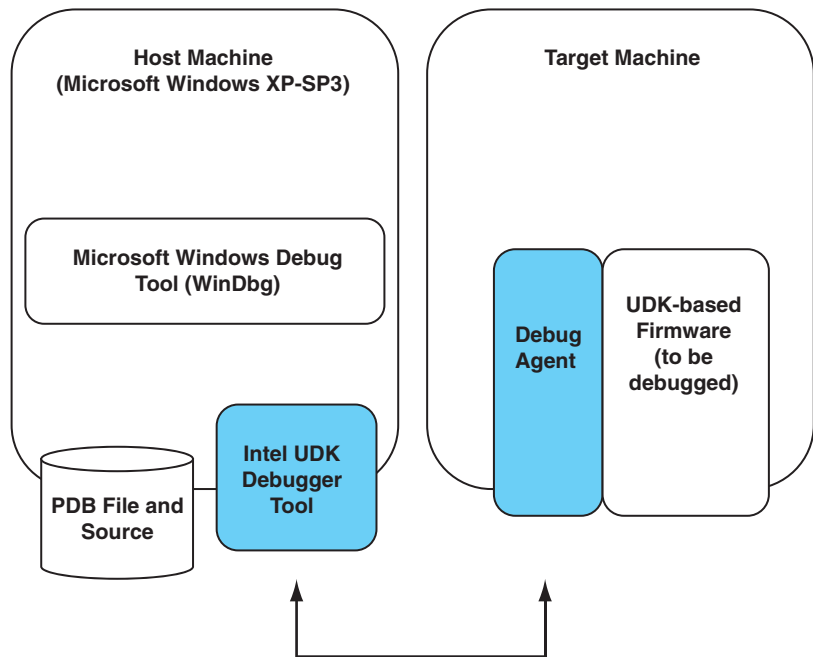 Host Machine
(Microsoft Windows XP-SP3)
Microsoft Windows Debug
Tool (WinDbg)
Intel UDK
Debugger
Tool
PDB File and
Source
Target Machine
Debug
Agent
UDK-based
Firmware
(to be
debugged)